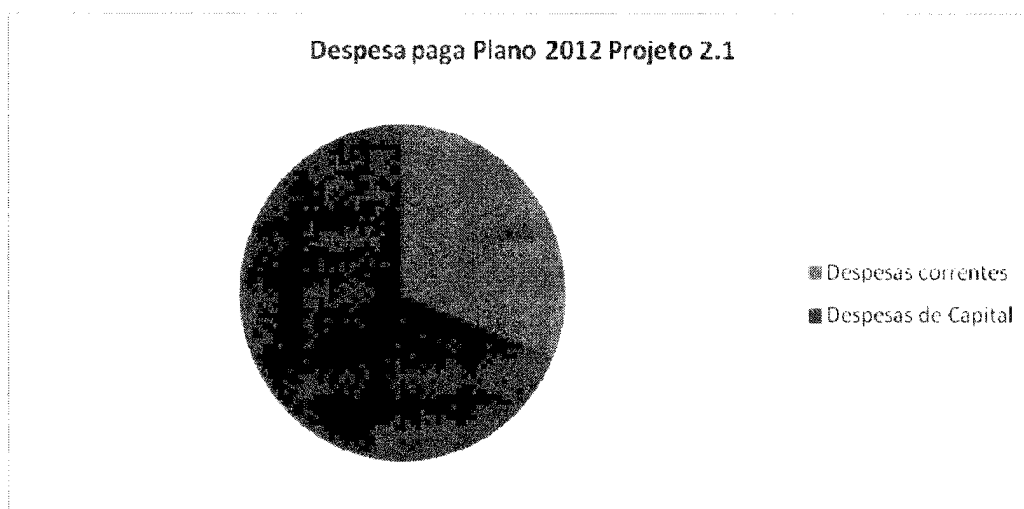 Despesa paga Plano 2012 Projeto 2.1
Despesas correntes
Despesas de Capital